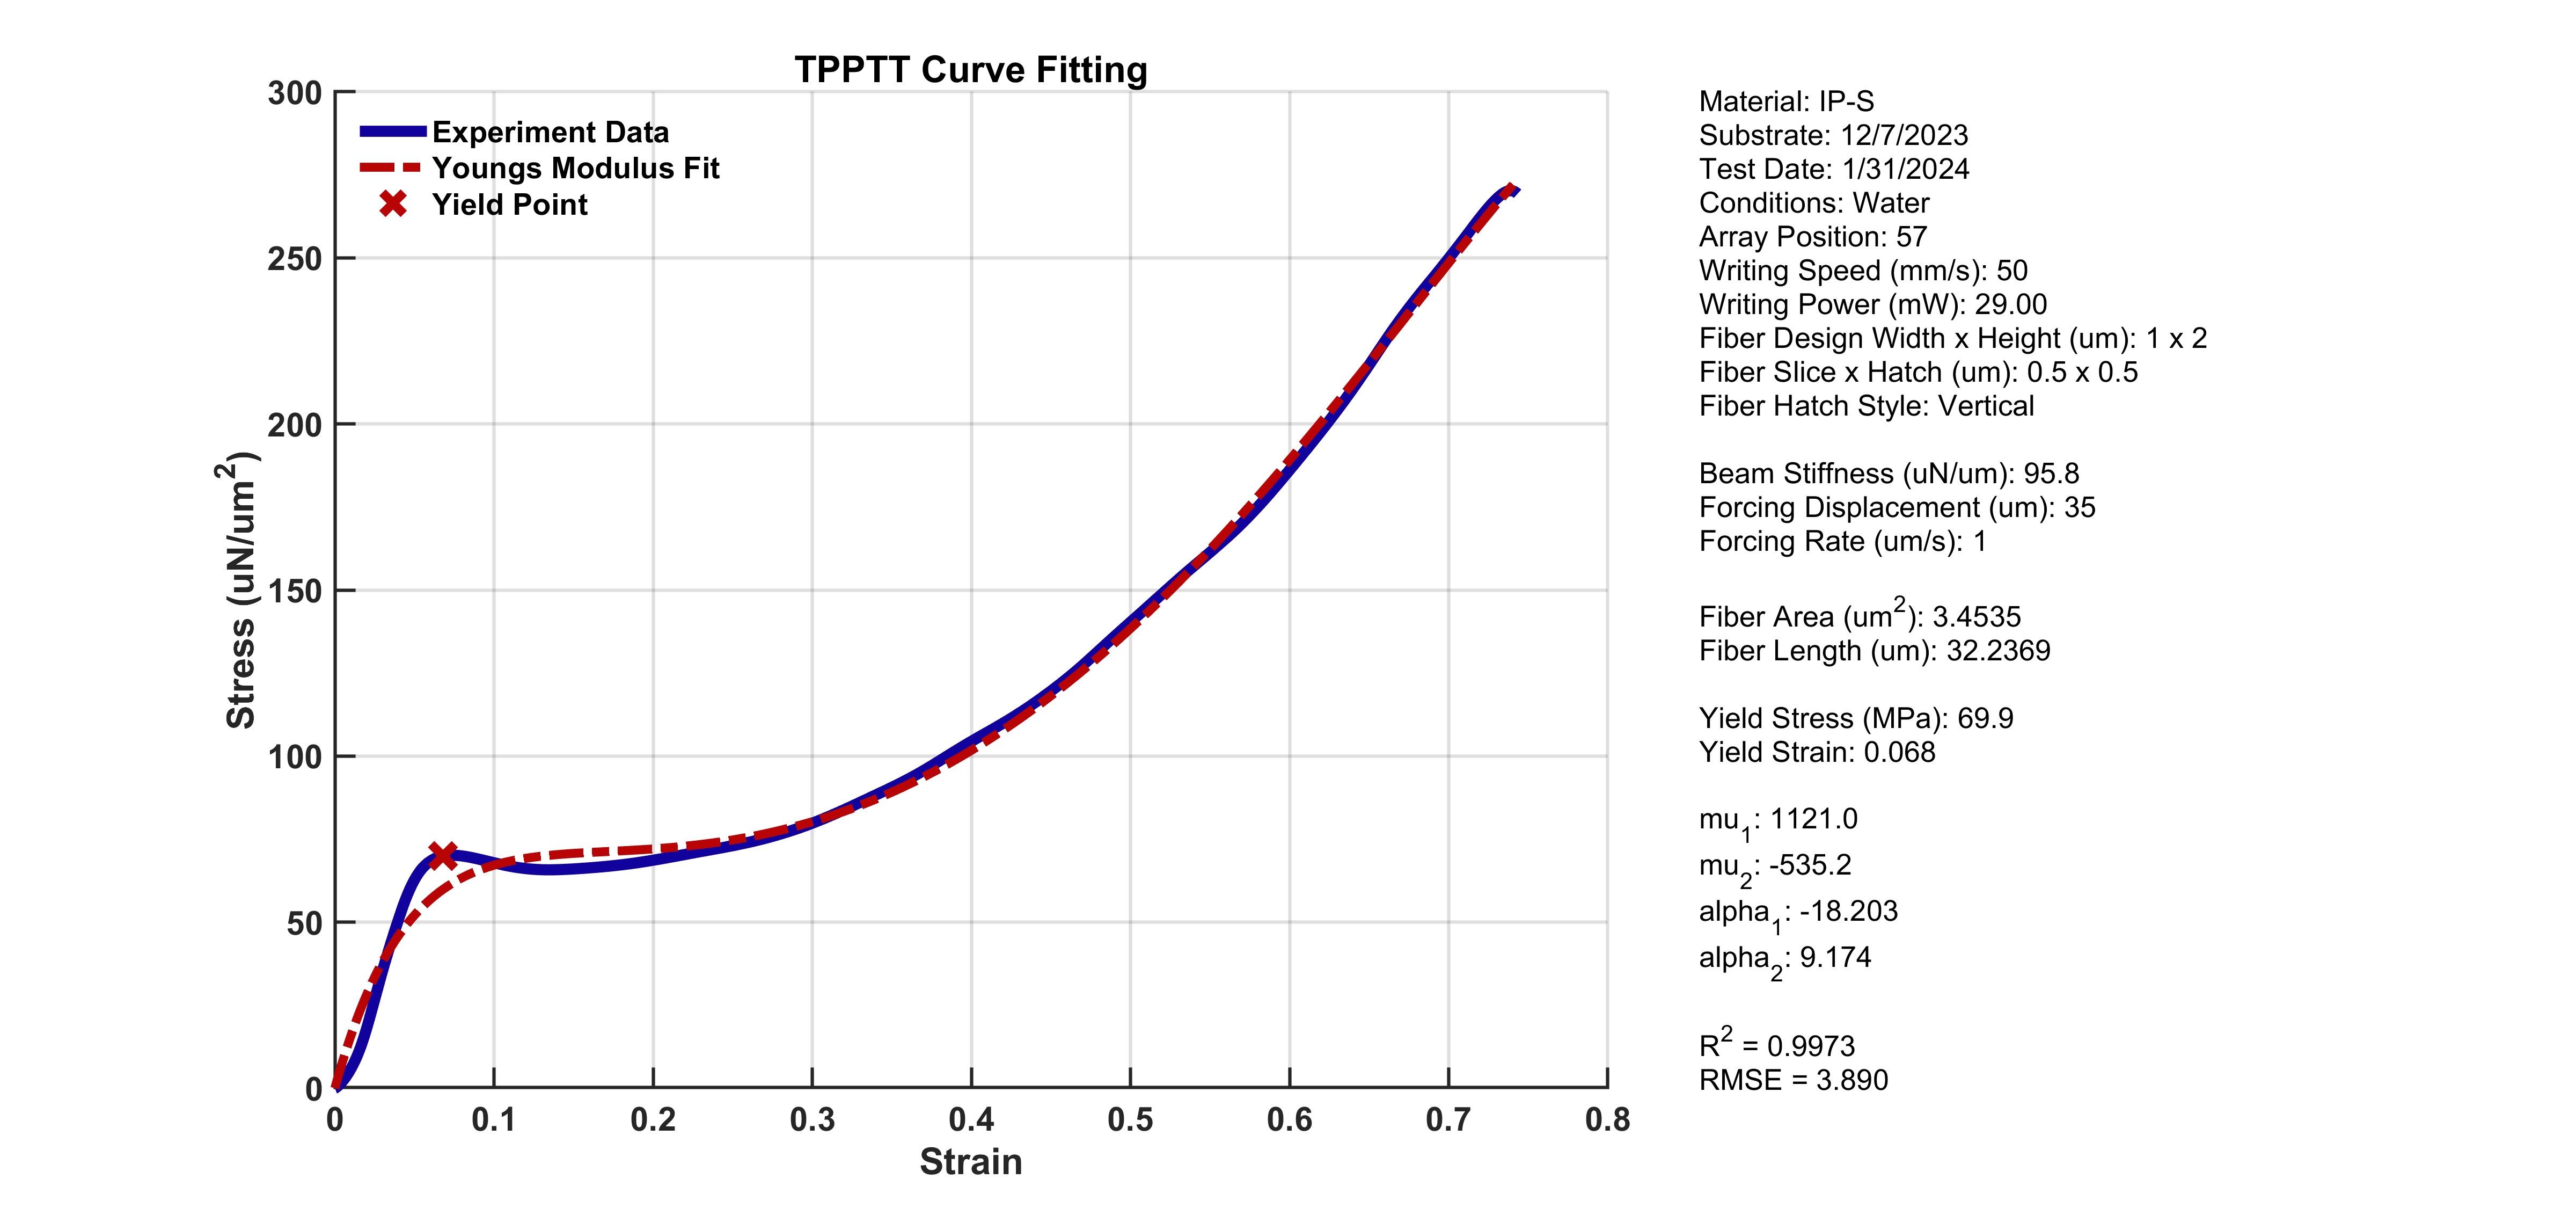 TPPTT Curve Fitting
300
250
200
150
100
50
0
Stress (uN/um²)
Experiment Data
Youngs Modulus Fit
Yield Point
0 0.1 0.2 0.3 0.4 0.5 0.6 0.7 0.8
Strain
Material: IP-S
Substrate: 12/7/2023
Test Date: 1/31/2024
Conditions: Water
Array Position: 57
Writing Speed (mm/s): 50
Writing Power (mW): 29.00
Fiber Design Width x Height (um): 1 x 2
Fiber Slice x Hatch (um): 0.5 x 0.5
Fiber Hatch Style: Vertical
Beam Stiffness (uN/um): 95.8
Forcing Displacement (um): 35
Forcing Rate (um/s): 1
Fiber Area (um²): 3.4535
Fiber Length (um): 32.2369
Yield Stress (MPa): 69.9
Yield Strain: 0.068
mu₁: 1121.0
mu₂: -535.2
alpha₁: -18.203
alpha₂: 9.174
R² = 0.9973
RMSE = 3.890